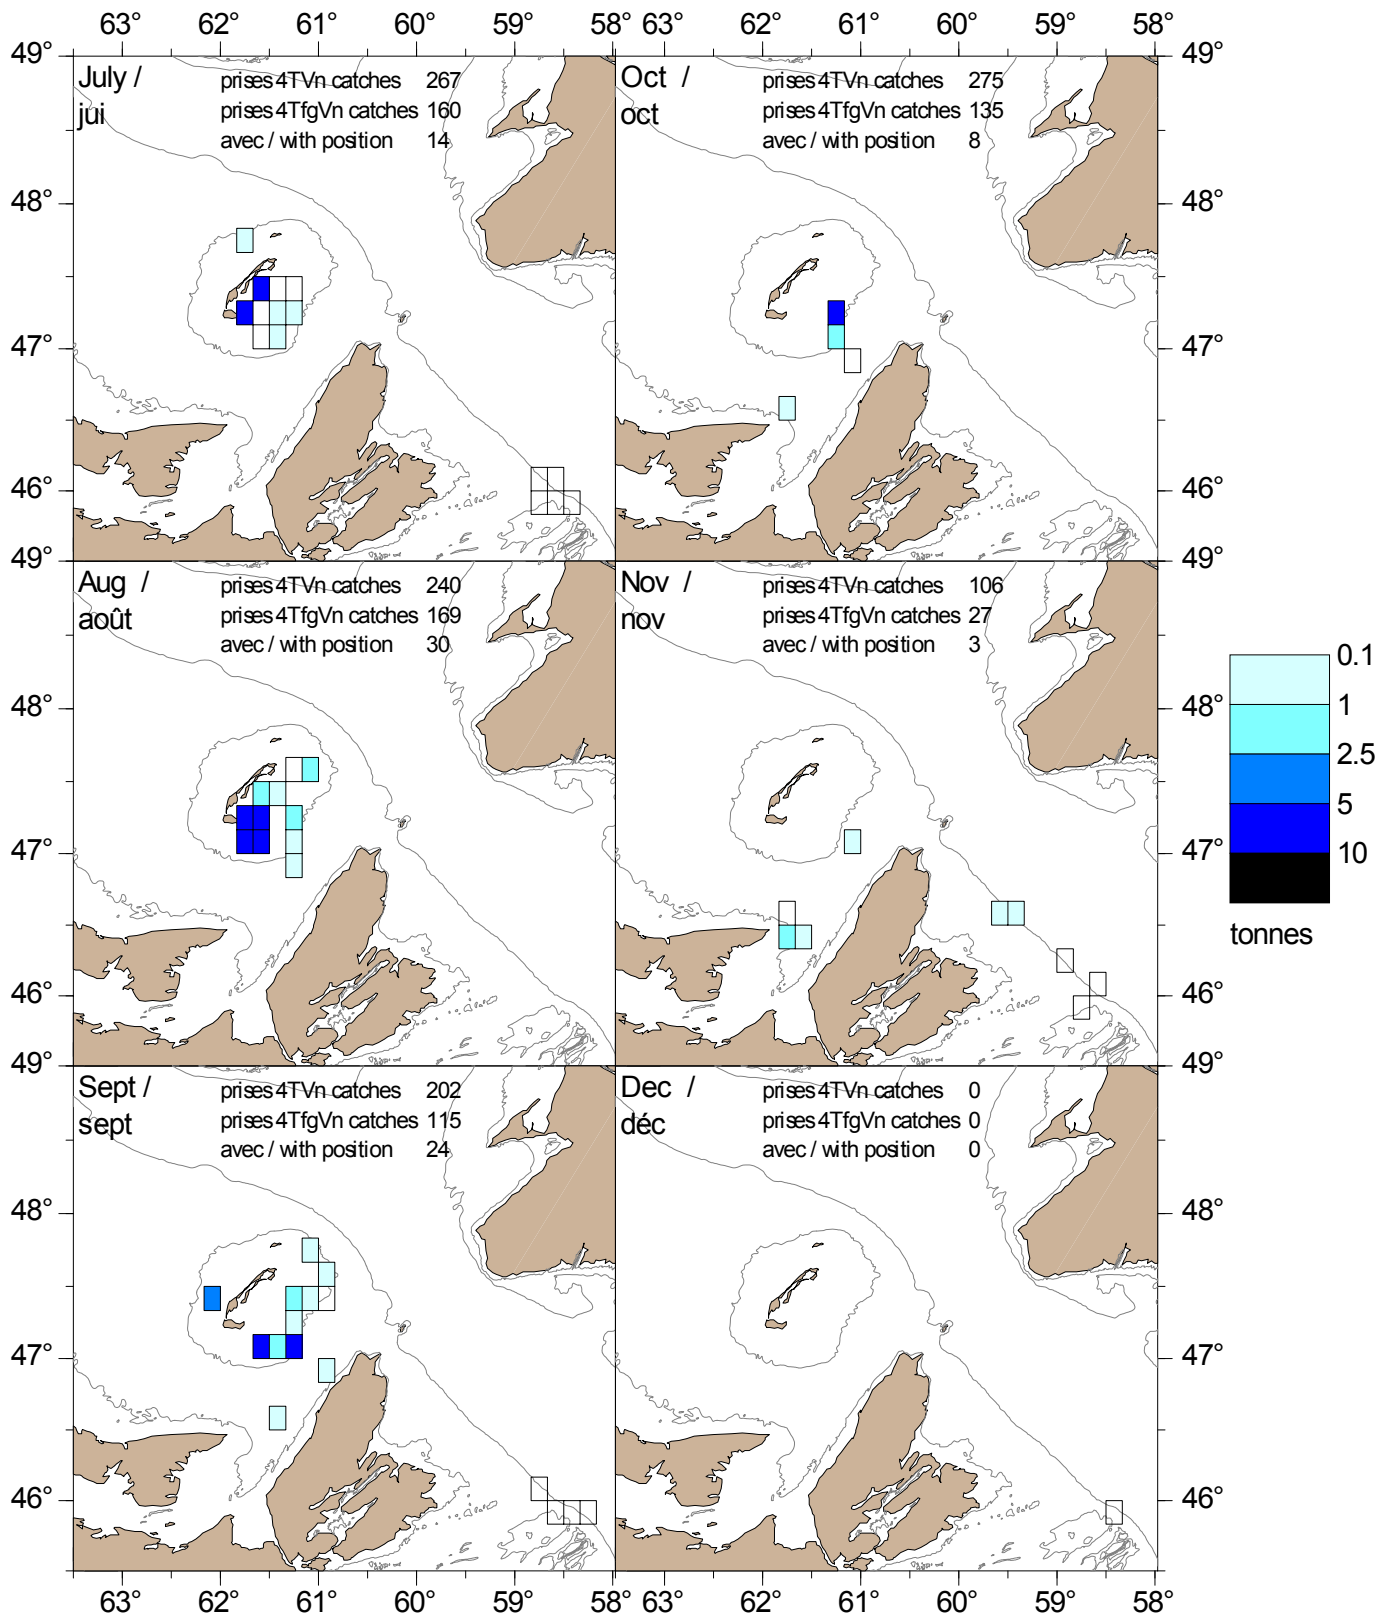 63° 62° 61° 60° 59° 58° 63° 62° 61° 60° 59° 58°
49° 49°
July / jui
prises 4TVn catches 267
prises 4TfgVn catches 160
avec / with position 14
Oct / oct
prises 4TVn catches 275
prises 4TfgVn catches 135
avec / with position 8
48° 48°
47° 47°
46° 46°
49° 49°
Aug / août
prises 4TVn catches 240
prises 4TfgVn catches 169
avec / with position 30
Nov / nov
prises 4TVn catches 106
prises 4TfgVn catches 27
avec / with position 3
0.1
1
2.5
5
10
tonnes
48° 48°
47° 47°
46° 46°
49° 49°
Sept / sept
prises 4TVn catches 202
prises 4TfgVn catches 115
avec / with position 24
Dec / déc
prises 4TVn catches 0
prises 4TfgVn catches 0
avec / with position 0
48° 48°
47° 47°
46° 46°
63° 62° 61° 60° 59° 58° 63° 62° 61° 60° 59° 58°